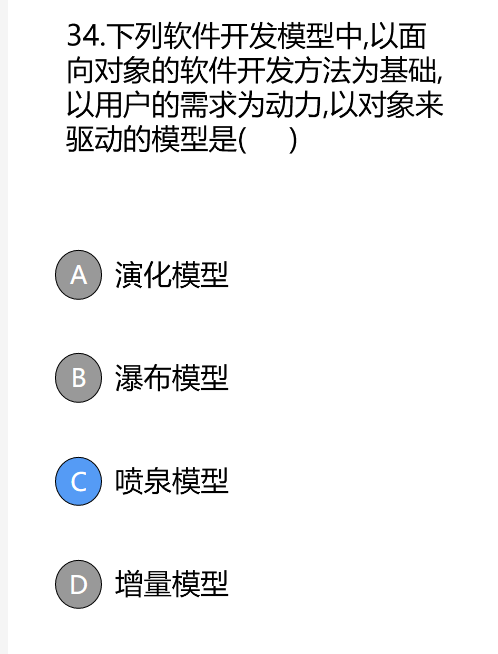 34.下列软件开发模型中,以面
向对象的软件开发方法为基础,
以用户的需求为动力,以对象来
驱动的模型是(    )
A 演化模型
B 瀑布模型
C 喷泉模型
D 增量模型